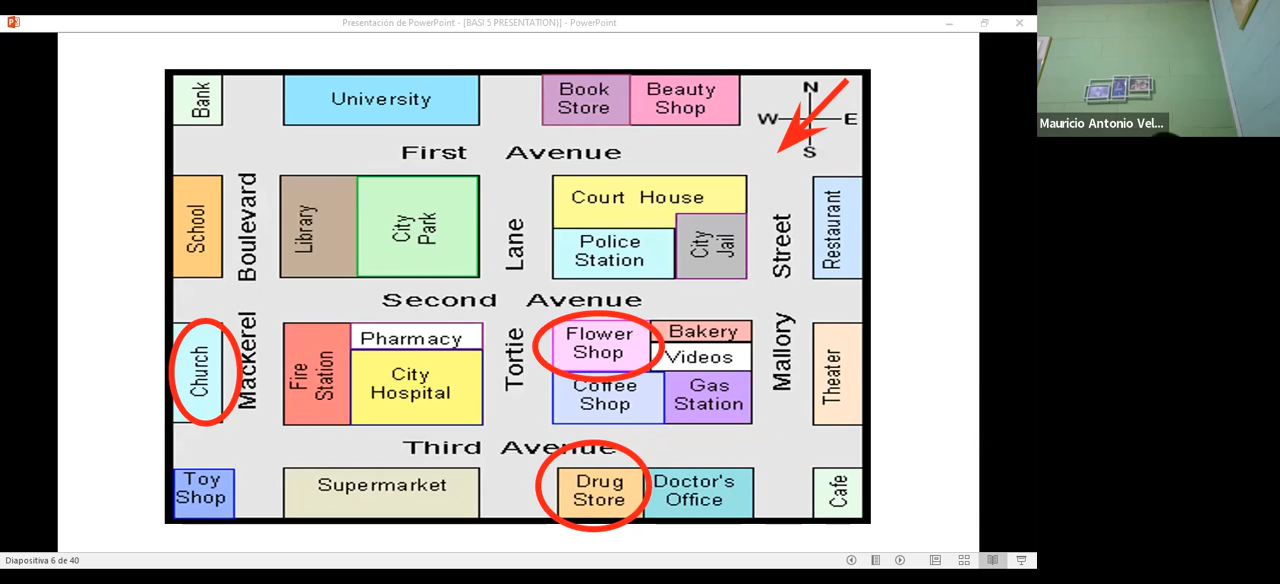 Presentación de PowerPoint - [BASI 5 PRESENTATION)] - PowerPoint
Mauricio Antonio Vel...
Bank
University
Book Store
Beauty Shop
N
W
E
S
First Avenue
School
Boulevard
Library
City Park
Lane
Court House
Police Station
City Jail
Street
Restaurant
Second Avenue
Church
Mackerel
Fire Station
Pharmacy
City Hospital
Tortie
Flower Shop
Bakery
Videos
Coffee Shop
Gas Station
Mallory
Theater
Third Avenue
Toy Shop
Supermarket
Drug Store
Doctor's Office
Cafe
Diapositiva 6 de 40